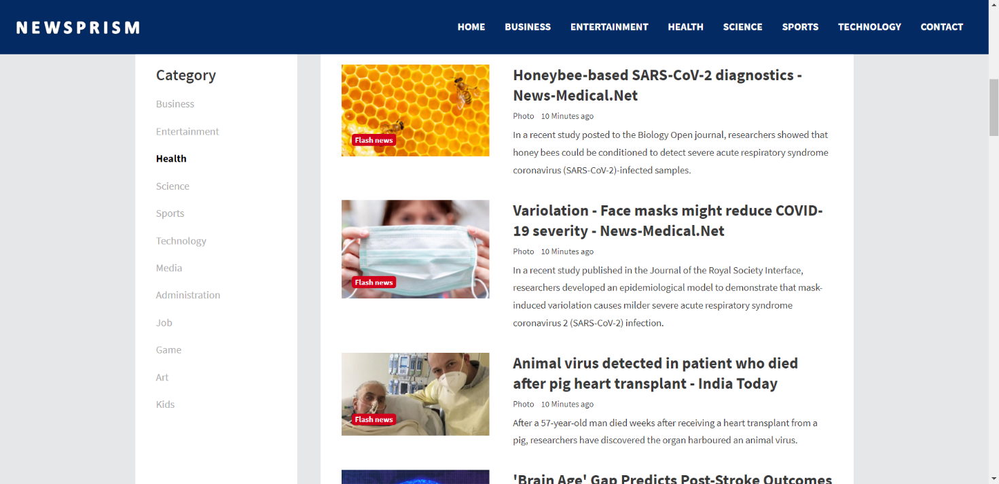 NEWSPRISM
HOME BUSINESS ENTERTAINMENT HEALTH SCIENCE SPORTS TECHNOLOGY CONTACT
Category
Business
Entertainment
Health
Science
Sports
Technology
Media
Administration
Job
Game
Art
Kids
Flash news
Honeybee-based SARS-CoV-2 diagnostics -
News-Medical.Net
Photo 10 Minutes ago
In a recent study posted to the Biology Open journal, researchers showed that
honey bees could be conditioned to detect severe acute respiratory syndrome
coronavirus (SARS-CoV-2)-infected samples.
Flash news
Variolation - Face masks might reduce COVID-
19 severity - News-Medical.Net
Photo 10 Minutes ago
In a recent study published in the Journal of the Royal Society Interface,
researchers developed an epidemiological model to demonstrate that mask-
induced variolation causes milder severe acute respiratory syndrome
coronavirus 2 (SARS-CoV-2) infection.
Flash news
Animal virus detected in patient who died
after pig heart transplant - India Today
Photo 10 Minutes ago
After a 57-year-old man died weeks after receiving a heart transplant from a
pig, researchers have discovered the organ harboured an animal virus.
'Brain Age' Gap Predicts Post-Stroke Outcomes